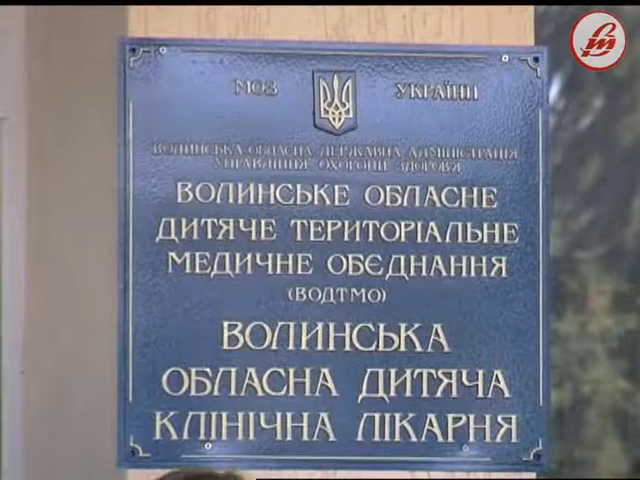 МОЗ УКРАЇНИ
ВОЛИНСЬКА ОБЛАСНА ДЕРЖАВНА АДМІНІСТРАЦІЯ
УПРАВЛІННЯ ОХОРОНИ ЗДОРОВ'Я
ВОЛИНСЬКЕ ОБЛАСНЕ
ДИТЯЧЕ ТЕРИТОРІАЛЬНЕ
МЕДИЧНЕ ОБЄДНАННЯ
(ВОДТМО)
ВОЛИНСЬКА
ОБЛАСНА ДИТЯЧА
КЛІНІЧНА ЛІКАРНЯ